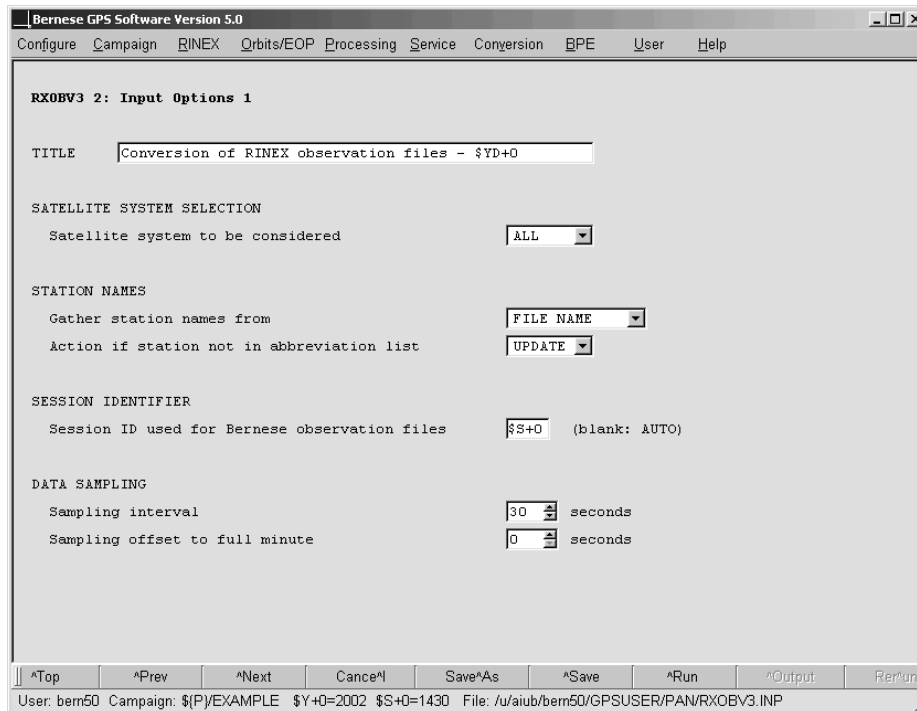 Bernese GPS Software Version 5.0
Configure Campaign RINEX Orbits/EOP Processing Service Conversion BPE User Help
RXOBV3 2: Input Options 1
TITLE Conversion of RINEX observation files - $YD+0
SATELLITE SYSTEM SELECTION
Satellite system to be considered ALL
STATION NAMES
Gather station names from FILE NAME
Action if station not in abbreviation list UPDATE
SESSION IDENTIFIER
Session ID used for Bernese observation files $S+0 (blank: AUTO)
DATA SAMPLING
Sampling interval 30 seconds
Sampling offset to full minute 0 seconds
^Top ^Prev ^Next Cance^l Save^As ^Save ^Run ^Output Rer^un
User: bern50 Campaign: ${P}/EXAMPLE $Y+0=2002 $S+0=1430 File: /u/aiub/bern50/GPSUSER/PAN/RXOBV3.INP